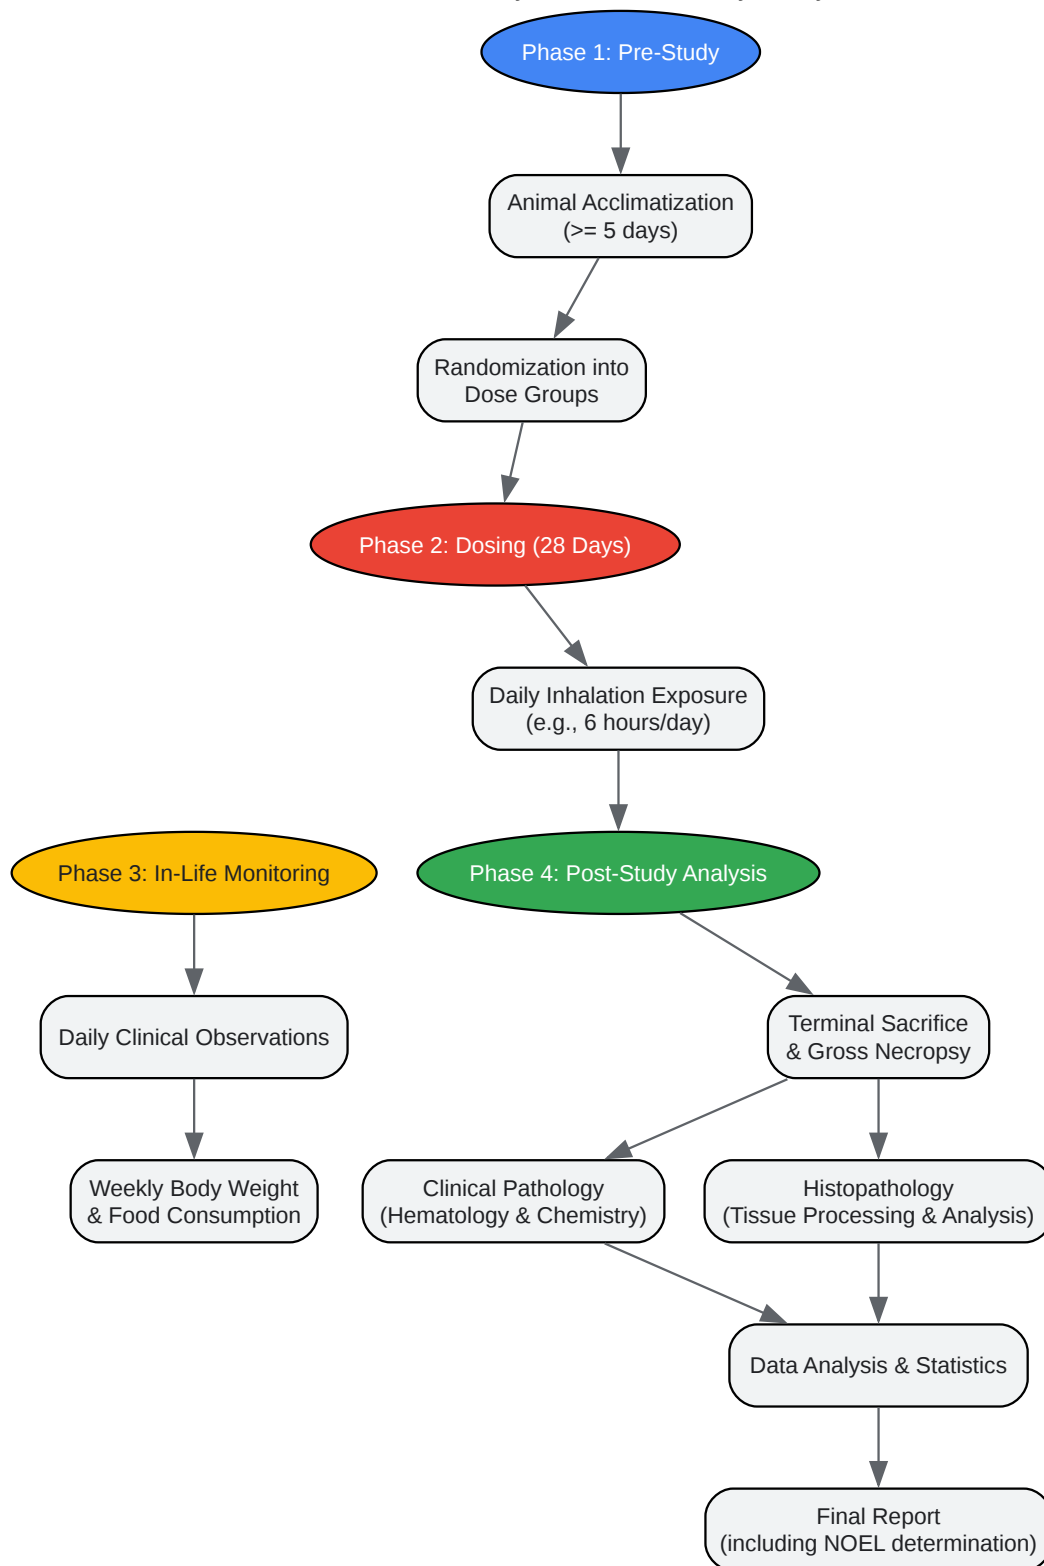 Phase 1: Pre-Study
Animal Acclimatization
(>= 5 days)
Randomization into
Dose Groups
Phase 2: Dosing (28 Days)
Daily Inhalation Exposure
(e.g., 6 hours/day)
Phase 3: In-Life Monitoring
Phase 4: Post-Study Analysis
Daily Clinical Observations
Terminal Sacrifice
& Gross Necropsy
Weekly Body Weight
& Food Consumption
Clinical Pathology
(Hematology & Chemistry)
Histopathology
(Tissue Processing & Analysis)
Data Analysis & Statistics
Final Report
(including NOEL determination)